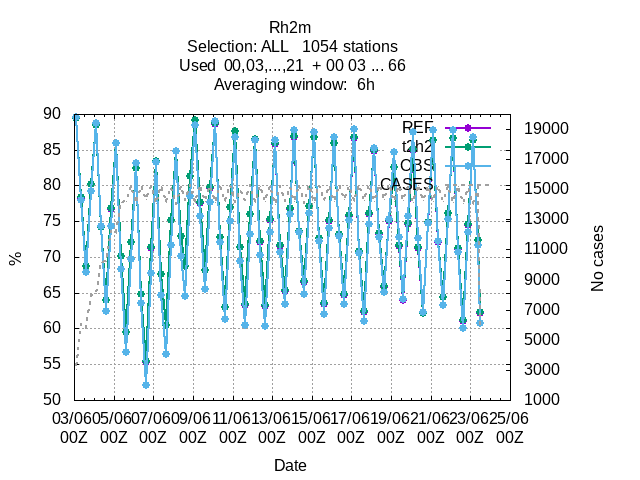 Rh2m
Selection: ALL   1054 stations
Used  00,03,...,21  + 00 03 ... 66
Averaging window:  6h
REF
t2h2
OBS
CASES
90
85
80
75
70
65
60
55
50
%
19000
17000
15000
13000
11000
9000
7000
5000
3000
1000
No cases
03/06 05/06 07/06 09/06 11/06 13/06 15/06 17/06 19/06 21/06 23/06 25/06
00Z 00Z 00Z 00Z 00Z 00Z 00Z 00Z 00Z 00Z 00Z 00Z
Date